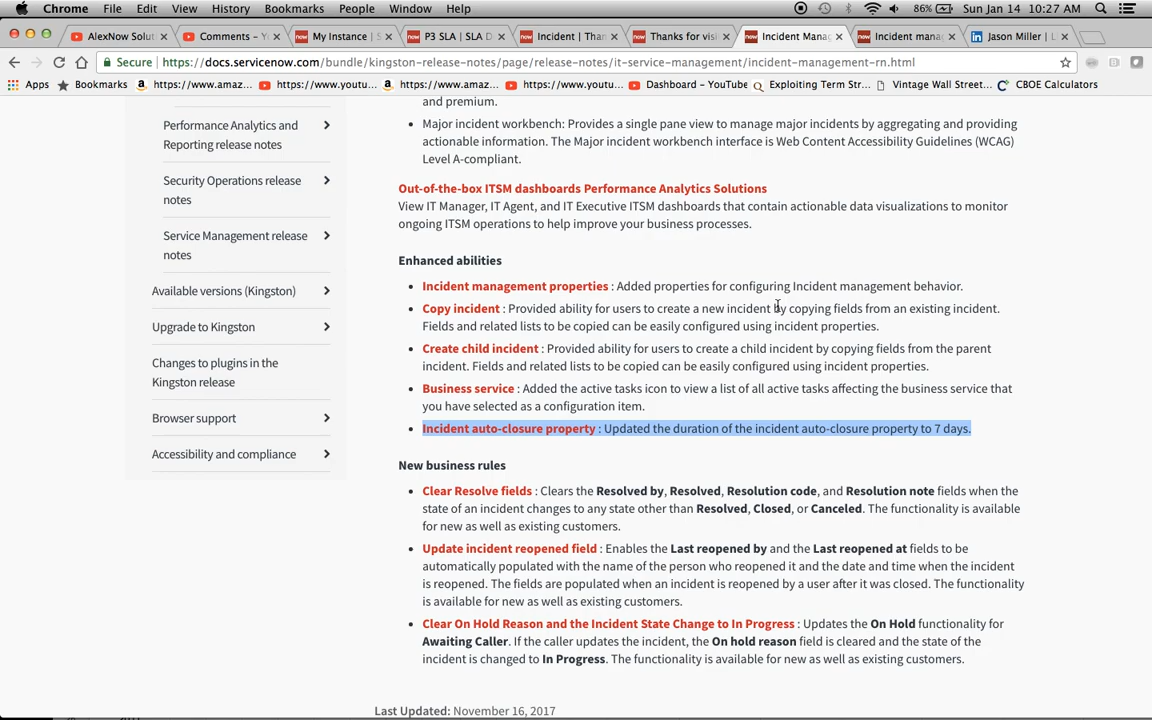 Chrome File Edit View History Bookmarks People Window Help 86% Sun Jan 14 10:27 AM
AlexNow Solut Comments – Yo My Instance | S P3 SLA | SLA D Incident | Than Thanks for visi Incident Mana Incident mana Jason Miller | L
Secure https://docs.servicenow.com/bundle/kingston-release-notes/page/release-notes/it-service-management/incident-management-rn.html
Apps Bookmarks https://www.amaz... https://www.youtu... https://www.amaz... https://www.youtu... Dashboard – YouTube Exploiting Term Str... Vintage Wall Street... CBOE Calculators
and premium.
Performance Analytics and
Reporting release notes
Security Operations release
notes
Service Management release
notes
Available versions (Kingston)
Upgrade to Kingston
Changes to plugins in the
Kingston release
Browser support
Accessibility and compliance
• Major incident workbench: Provides a single pane view to manage major incidents by aggregating and providing
actionable information. The Major incident workbench interface is Web Content Accessibility Guidelines (WCAG)
Level A-compliant.
Out-of-the-box ITSM dashboards Performance Analytics Solutions
View IT Manager, IT Agent, and IT Executive ITSM dashboards that contain actionable data visualizations to monitor
ongoing ITSM operations to help improve your business processes.
Enhanced abilities
• Incident management properties : Added properties for configuring Incident management behavior.
• Copy incident : Provided ability for users to create a new incident by copying fields from an existing incident.
Fields and related lists to be copied can be easily configured using incident properties.
• Create child incident : Provided ability for users to create a child incident by copying fields from the parent
incident. Fields and related lists to be copied can be easily configured using incident properties.
• Business service : Added the active tasks icon to view a list of all active tasks affecting the business service that
you have selected as a configuration item.
• Incident auto-closure property : Updated the duration of the incident auto-closure property to 7 days.
New business rules
• Clear Resolve fields : Clears the Resolved by, Resolved, Resolution code, and Resolution note fields when the
state of an incident changes to any state other than Resolved, Closed, or Canceled. The functionality is available
for new as well as existing customers.
• Update incident reopened field : Enables the Last reopened by and the Last reopened at fields to be
automatically populated with the name of the person who reopened it and the date and time when the incident
is reopened. The fields are populated when an incident is reopened by a user after it was closed. The functionality
is available for new as well as existing customers.
• Clear On Hold Reason and the Incident State Change to In Progress : Updates the On Hold functionality for
Awaiting Caller. If the caller updates the incident, the On hold reason field is cleared and the state of the
incident is changed to In Progress. The functionality is available for new as well as existing customers.
Last Updated: November 16, 2017